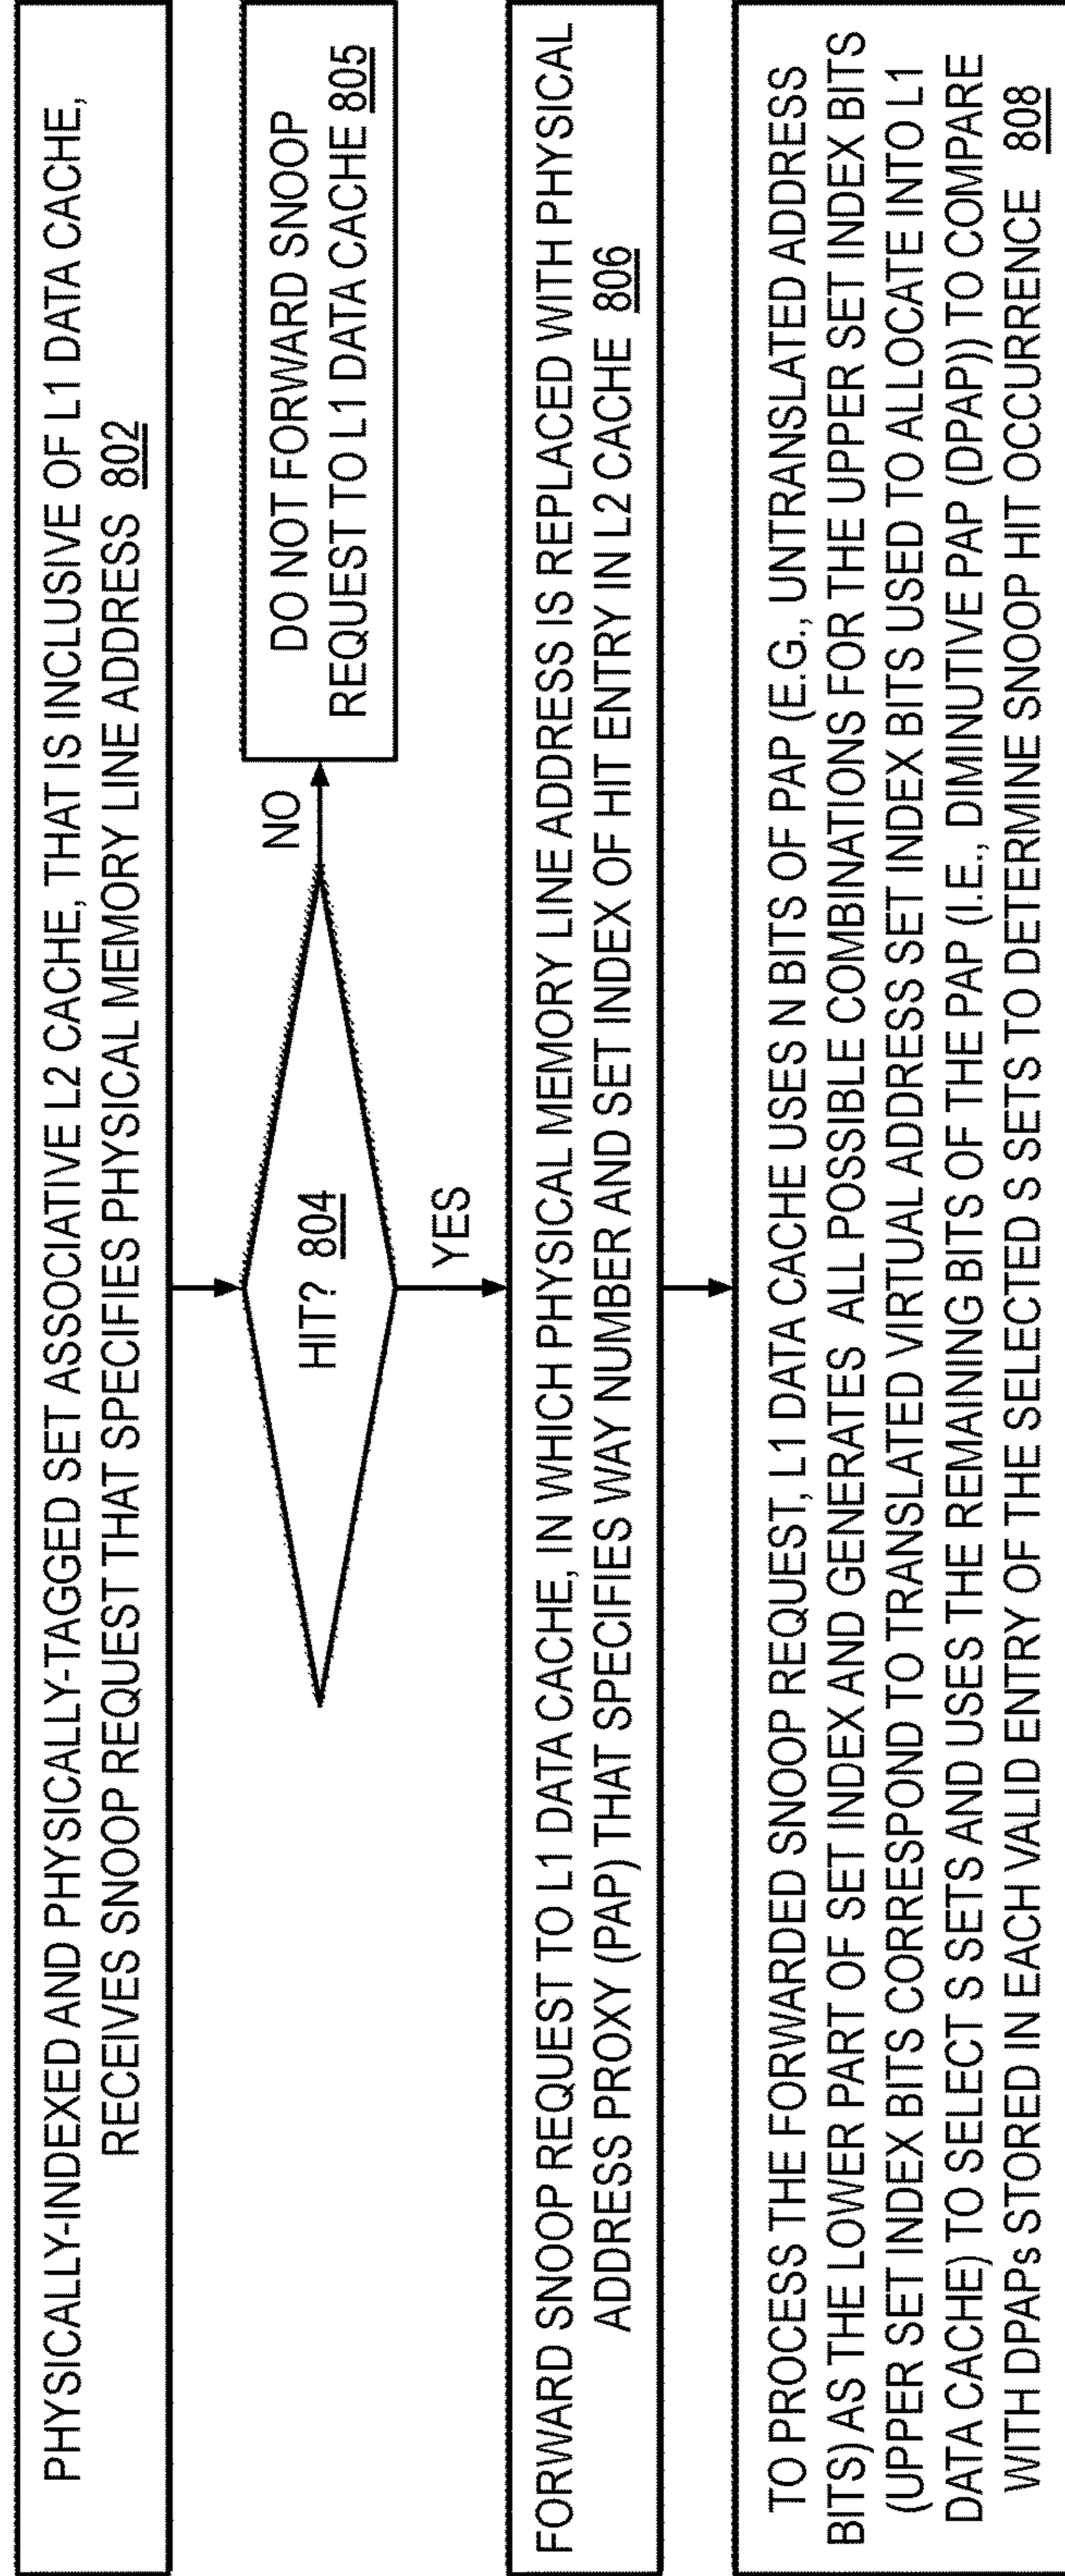 PHYSICALLY-INDEXED AND PHYSICALLY-TAGGED SET ASSOCIATIVE L2 CACHE, THAT IS INCLUSIVE OF L1 DATA CACHE,
RECEIVES SNOOP REQUEST THAT SPECIFIES PHYSICAL MEMORY LINE ADDRESS 802
HIT? 804
NO
DO NOT FORWARD SNOOP
REQUEST TO L1 DATA CACHE 805
YES
FORWARD SNOOP REQUEST TO L1 DATA CACHE, IN WHICH PHYSICAL MEMORY LINE ADDRESS IS REPLACED WITH PHYSICAL
ADDRESS PROXY (PAP) THAT SPECIFIES WAY NUMBER AND SET INDEX OF HIT ENTRY IN L2 CACHE 806
TO PROCESS THE FORWARDED SNOOP REQUEST, L1 DATA CACHE USES N BITS OF PAP (E.G., UNTRANSLATED ADDRESS
BITS) AS THE LOWER PART OF SET INDEX AND GENERATES ALL POSSIBLE COMBINATIONS FOR THE UPPER SET INDEX BITS
(UPPER SET INDEX BITS CORRESPOND TO TRANSLATED VIRTUAL ADDRESS SET INDEX BITS USED TO ALLOCATE INTO L1
DATA CACHE) TO SELECT S SETS AND USES THE REMAINING BITS OF THE PAP (I.E., DIMINUTIVE PAP (DPAP)) TO COMPARE
WITH DPAPs STORED IN EACH VALID ENTRY OF THE SELECTED S SETS TO DETERMINE SNOOP HIT OCCURRENCE 808